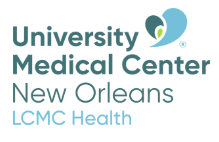 University
Medical Center
New Orleans
LCMC Health